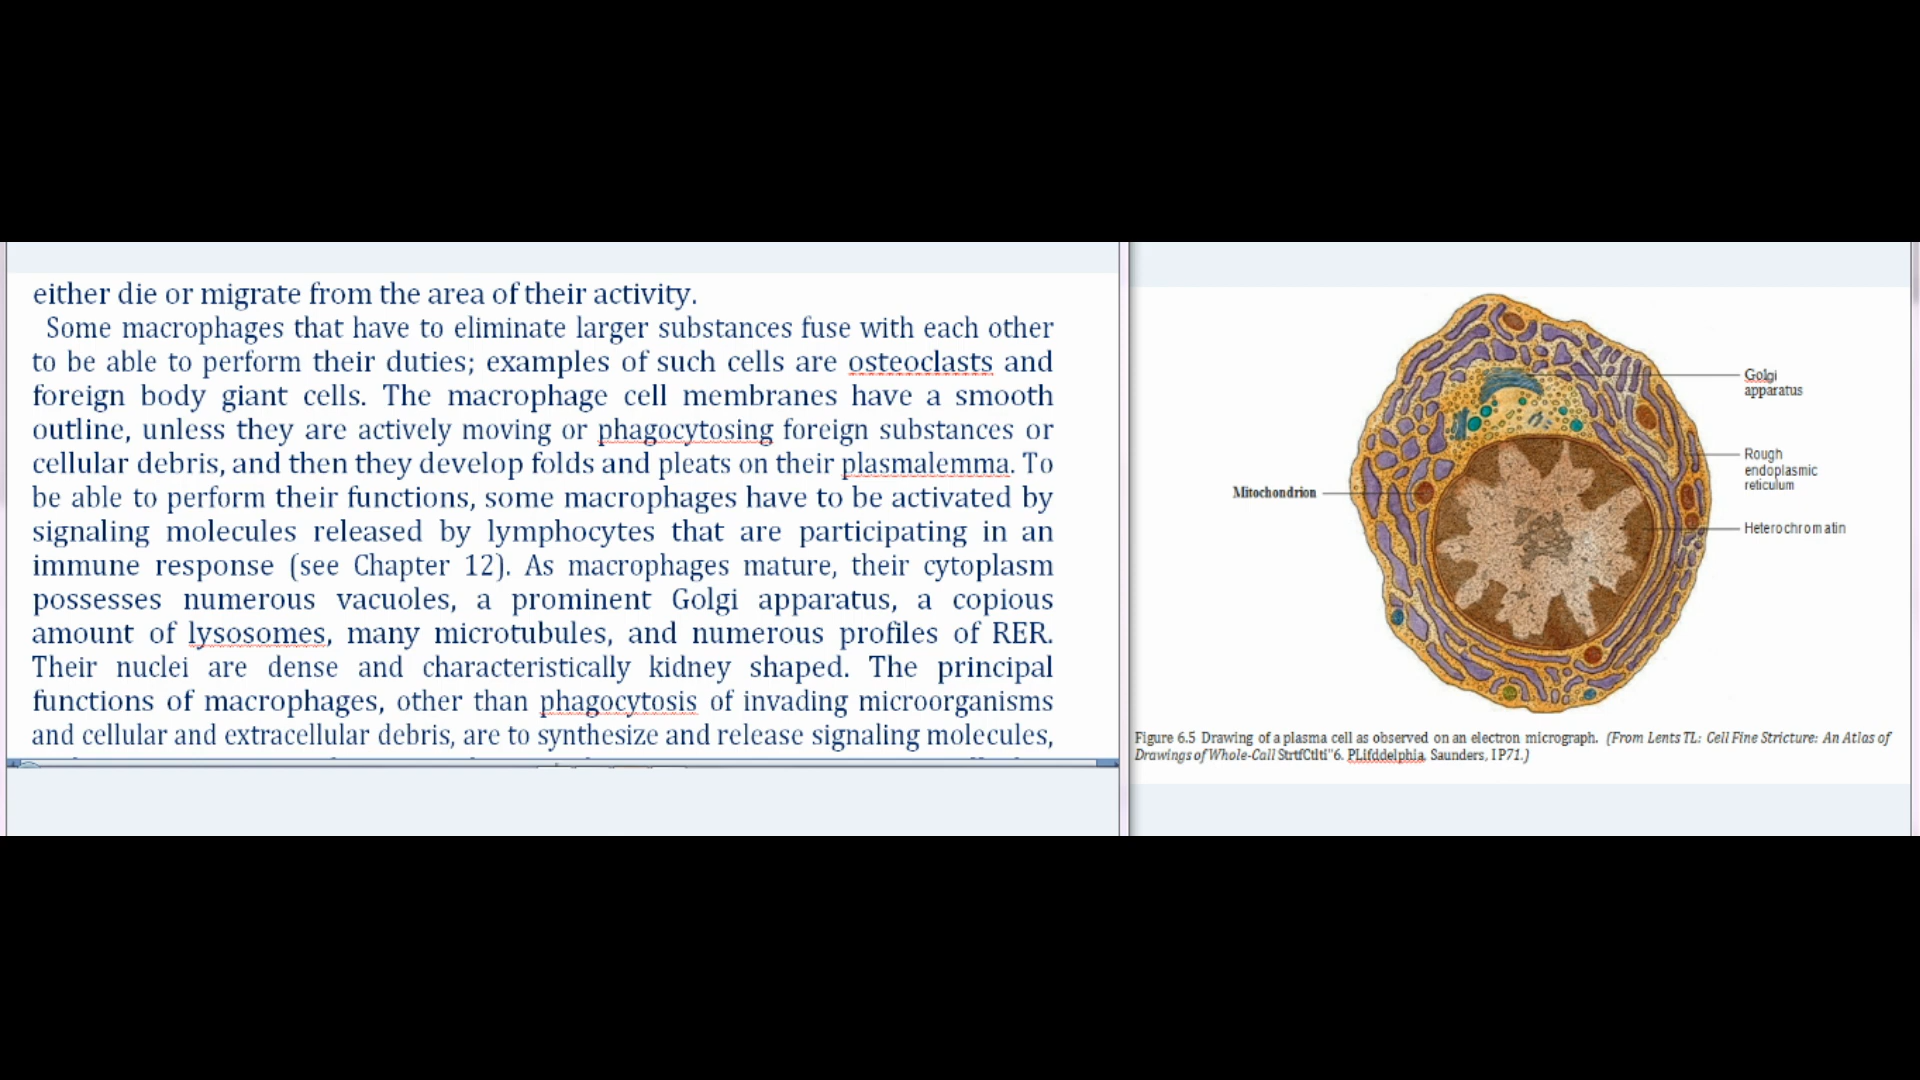 either die or migrate from the area of their activity.
Some macrophages that have to eliminate larger substances fuse with each other
to be able to perform their duties; examples of such cells are osteoclasts and
foreign body giant cells. The macrophage cell membranes have a smooth
outline, unless they are actively moving or phagocytosing foreign substances or
cellular debris, and then they develop folds and pleats on their plasmalemma. To
be able to perform their functions, some macrophages have to be activated by
signaling molecules released by lymphocytes that are participating in an
immune response (see Chapter 12). As macrophages mature, their cytoplasm
possesses numerous vacuoles, a prominent Golgi apparatus, a copious
amount of lysosomes, many microtubules, and numerous profiles of RER.
Their nuclei are dense and characteristically kidney shaped. The principal
functions of macrophages, other than phagocytosis of invading microorganisms
and cellular and extracellular debris, are to synthesize and release signaling molecules,
Golgi
apparatus
Rough
endoplasmic
reticulum
Mitochondrion
Heterochromatin
Figure 6.5 Drawing of a plasma cell as observed on an electron micrograph. (From Lents TL: Cell Fine Stricture: An Atlas of
Drawings of Whole-Call StrtfCtlti"6. PLifddelphia, Saunders, IP71.)